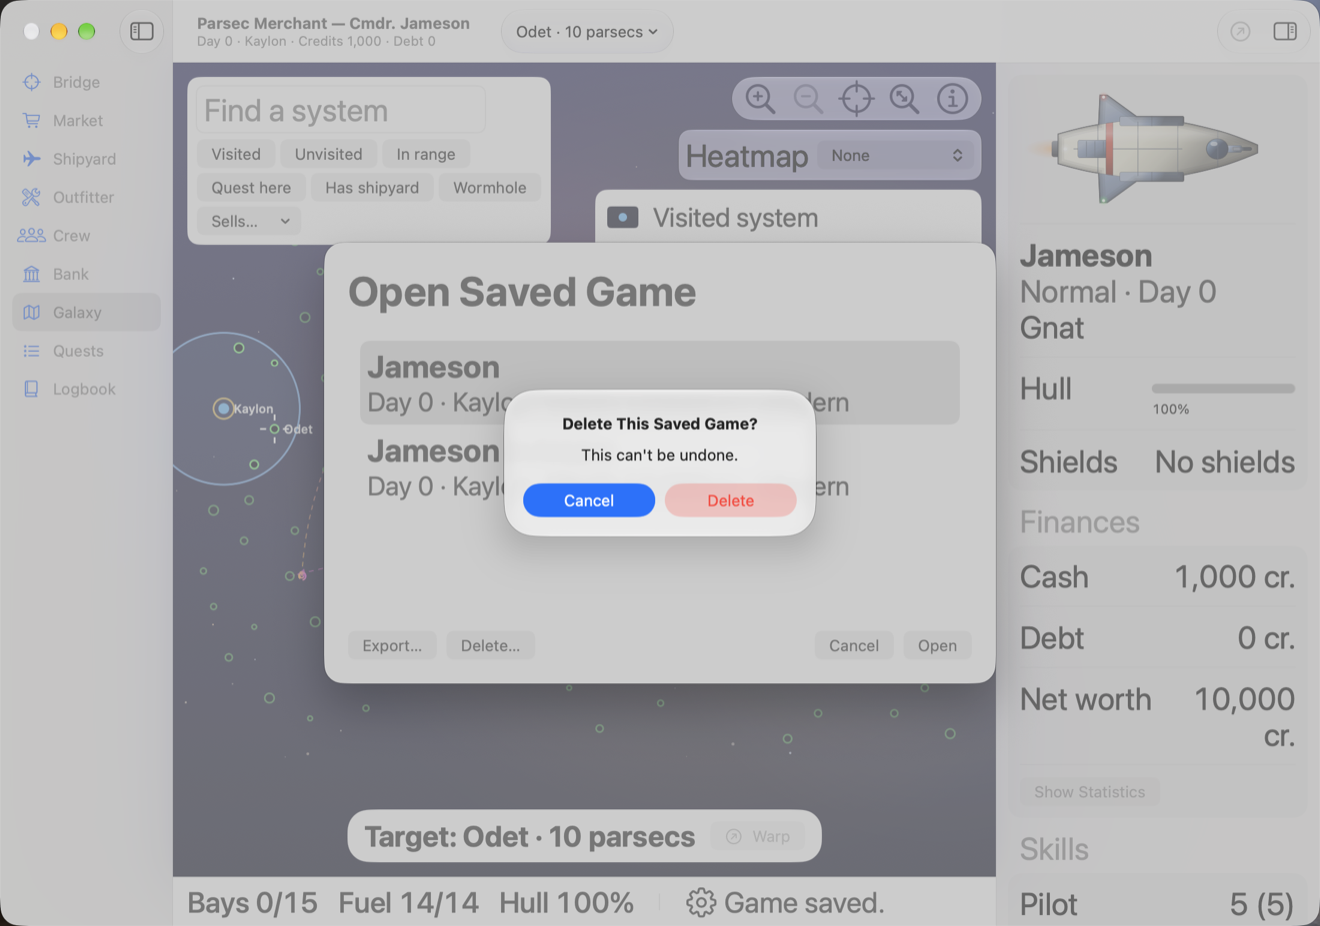 Parsec Merchant — Cmdr. Jameson
Day 0 · Kaylon · Credits 1,000 · Debt 0
Odet · 10 parsecs
Bridge
Market
Shipyard
Outfitter
Crew
Bank
Galaxy
Quests
Logbook
Find a system
Visited
Unvisited
In range
Quest here
Has shipyard
Wormhole
Sells...
Heatmap
None
Visited system
Kaylon
Odet
Open Saved Game
Jameson
Day 0 ·
Jameson
Day 0 ·
Delete This Saved Game?
This can't be undone.
Cancel
Delete
Export...
Delete...
Cancel
Open
Target: Odet · 10 parsecs
Warp
Bays 0/15
Fuel 14/14
Hull 100%
Game saved.
Jameson
Normal · Day 0
Gnat
Hull
100%
Shields
No shields
Finances
Cash
1,000 cr.
Debt
0 cr.
Net worth
10,000
cr.
Show Statistics
Skills
Pilot
5 (5)